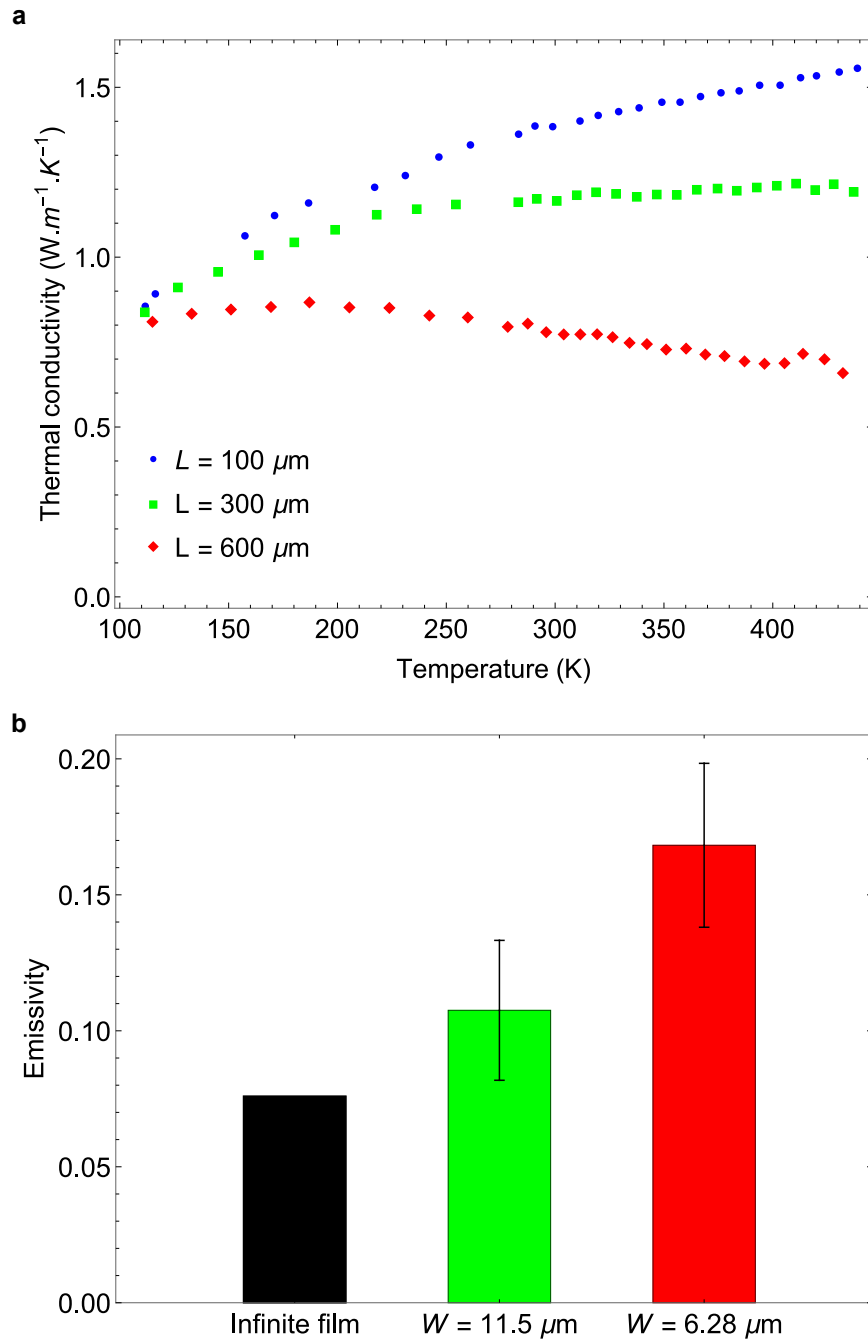 a
Thermal conductivity (W.m⁻¹.K⁻¹)
1.5
1.0
0.5
0.0
L = 100 μm
L = 300 μm
L = 600 μm
100 150 200 250 300 350 400
Temperature (K)
b
Emissivity
0.20
0.15
0.10
0.05
0.00
Infinite film W = 11.5 μm W = 6.28 μm